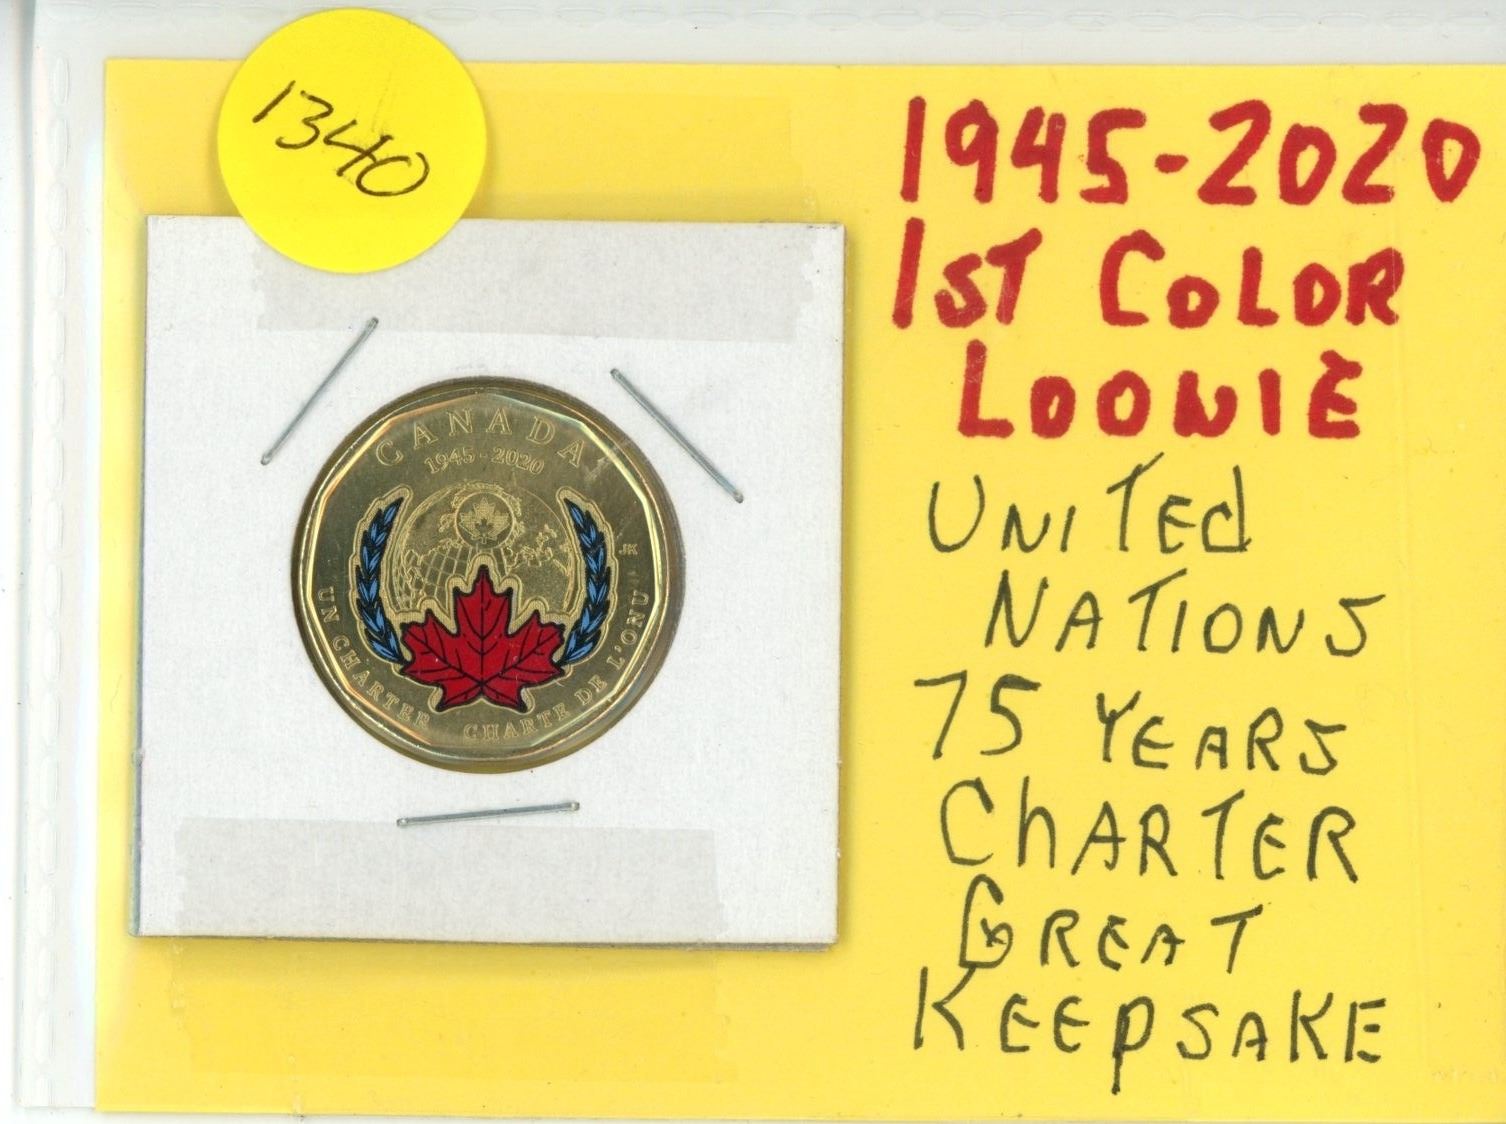 1340
1945-2020
1ST COLOR
LOONIE
UNITEd
NATIONS
75 YEARS
ChARTER
GREAT
KEEpSAKE
CANADA
1945-2020
JK
UN CHARTER CHARTE DE L'ONU